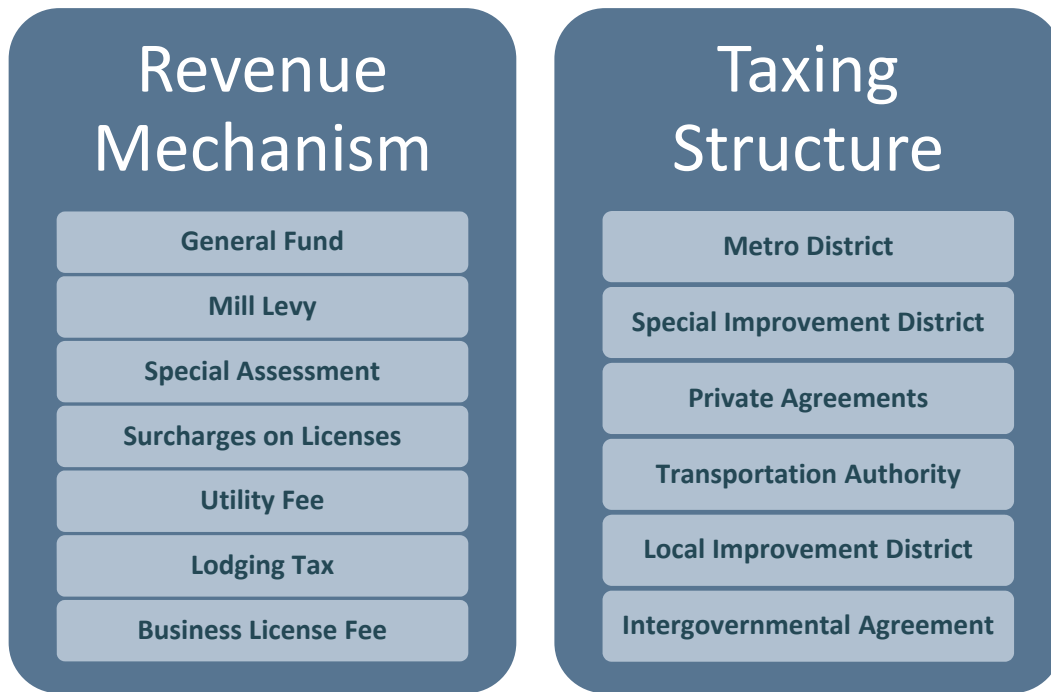 Revenue
Mechanism
General Fund
Mill Levy
Special Assessment
Surcharges on Licenses
Utility Fee
Lodging Tax
Business License Fee
Taxing
Structure
Metro District
Special Improvement District
Private Agreements
Transportation Authority
Local Improvement District
Intergovernmental Agreement